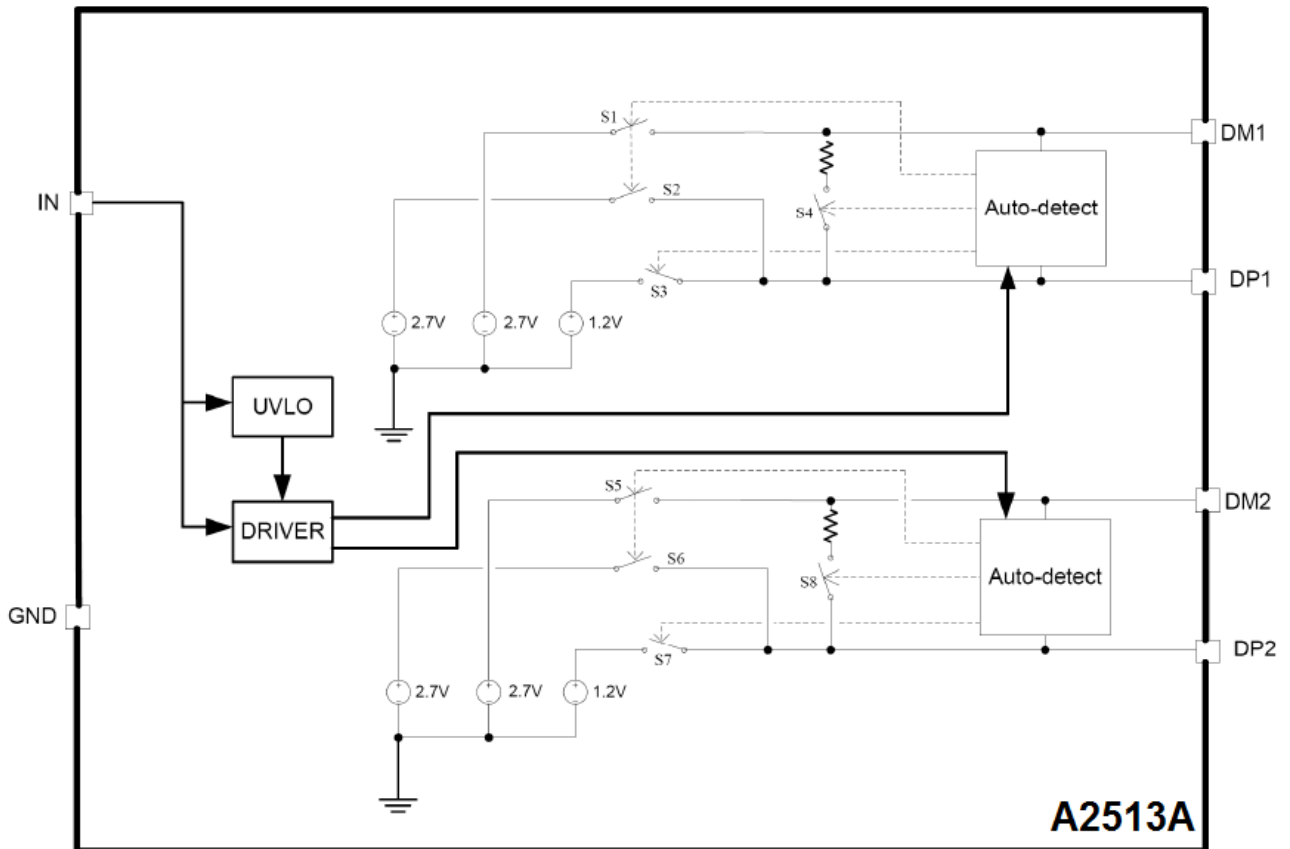 S1
DM1
S2
IN
S4
Auto-detect
S3
DP1
2.7V
2.7V
1.2V
UVLO
DRIVER
S5
DM2
S6
S8
Auto-detect
GND
S7
DP2
2.7V
2.7V
1.2V
A2513A